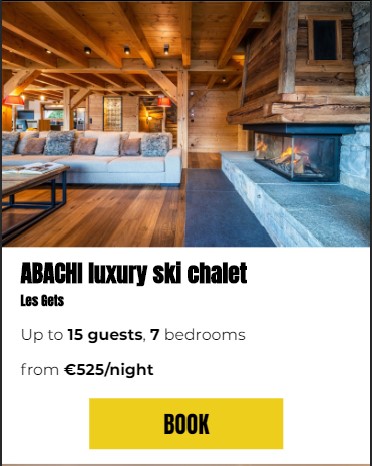 ABACHI luxury ski chalet
Les Gets
Up to 15 guests, 7 bedrooms
from €525/night
BOOK